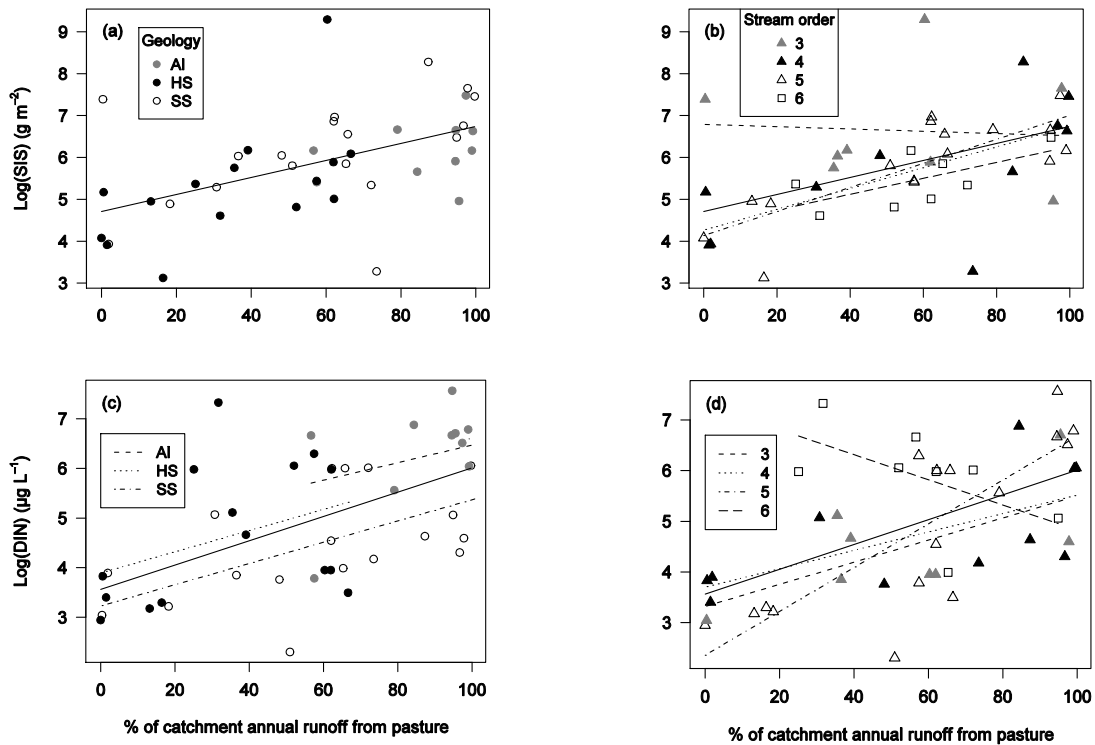 (a)
Geology
AI
HS
SS
Log(SIS) (g m⁻²)
9
8
7
6
5
4
3
0 20 40 60 80 100
(b)
Stream order
3
4
5
6
9
8
7
6
5
4
3
0 20 40 60 80 100
(c)
AI
HS
SS
Log(DIN) (µg L⁻¹)
7
6
5
4
3
0 20 40 60 80 100
% of catchment annual runoff from pasture
(d)
3
4
5
6
7
6
5
4
3
0 20 40 60 80 100
% of catchment annual runoff from pasture